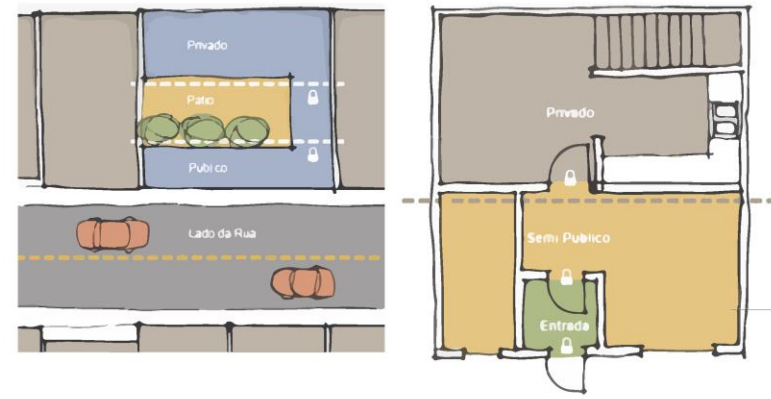 Privado
Patio
Publico
Lado da Rua
Privado
Semi Publico
Entrada